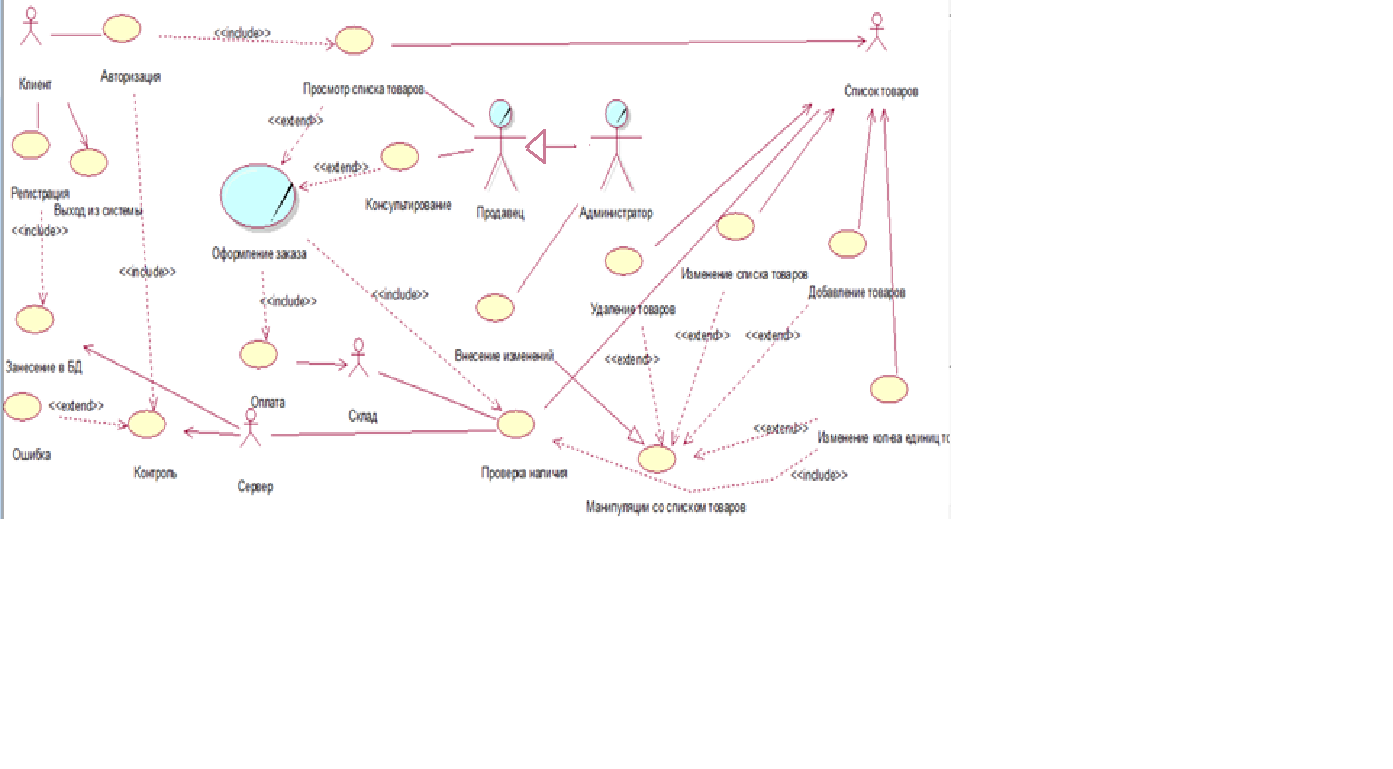 <<include>>
Клиент
Авторизация
Просмотр списка товаров
Список товаров
<<extend>>
<<extend>>
Регистрация
Выход из системы
Консультирование
Продавец
Администратор
<<include>>
Оформление заказа
<<include>>
Изменение списка товаров
Добавление товаров
<<include>>
<<include>>
Удаление товаров
<<extend>>
<<extend>>
Внесение изменений
<<extend>>
Занесение в БД
<<extend>>
Оплата
Склад
<<extend>>
Изменение кол-ва единиц то
Ошибка
Контроль
Сервер
Проверка наличия
<<include>>
Манипуляции со списком товаров